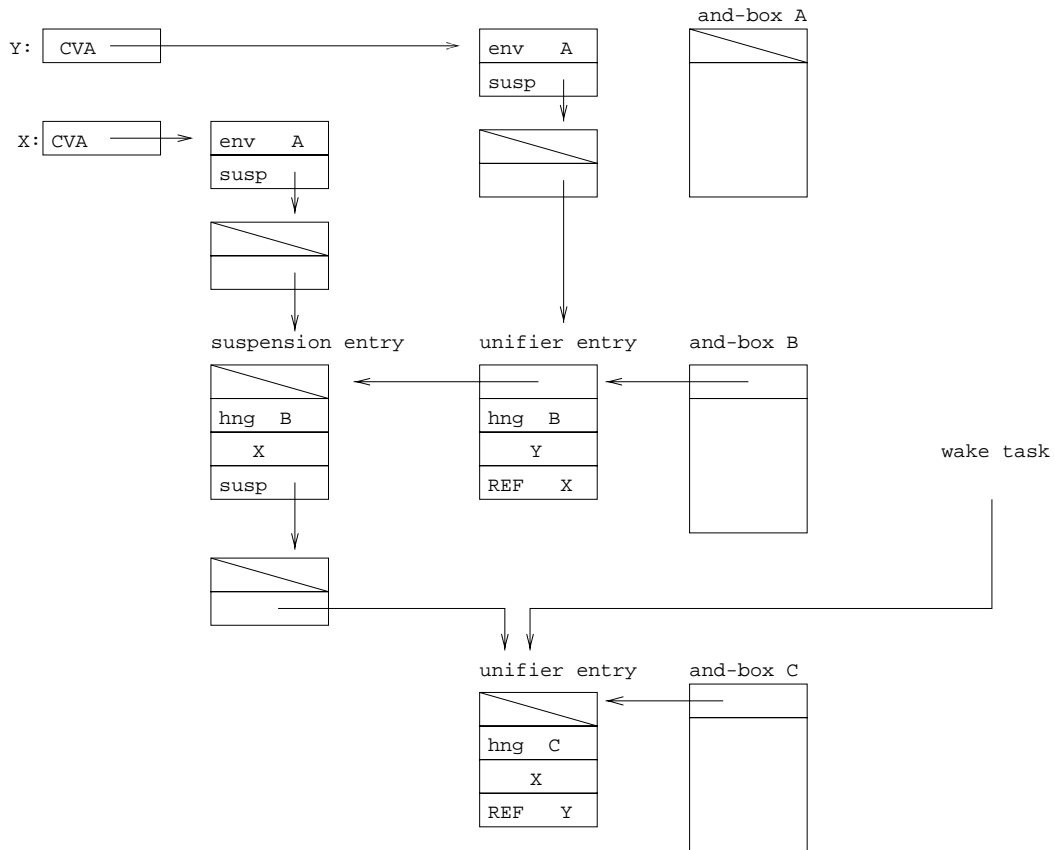 and-box A
Y: CVA
env A
susp
X: CVA
env A
susp
suspension entry
unifier entry
and-box B
hng B
X
susp
hng B
Y
REF X
wake task
unifier entry
and-box C
hng C
X
REF Y